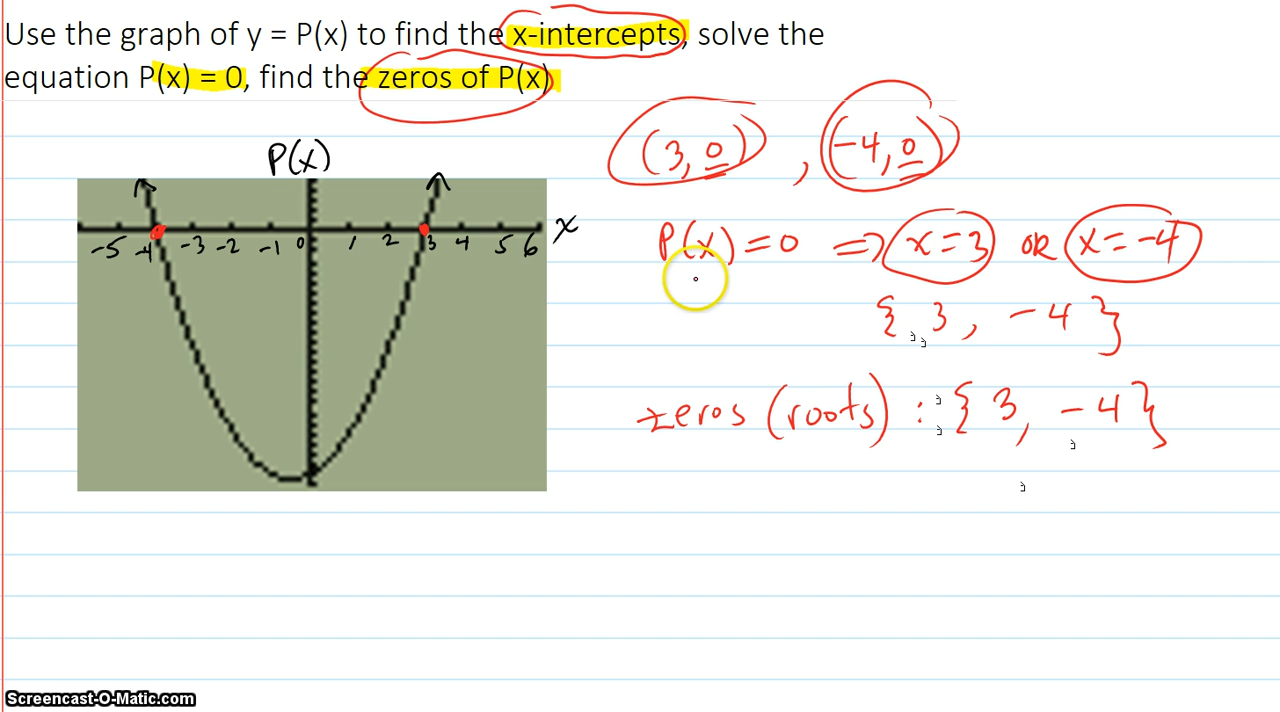 Use the graph of y = P(x) to find the x-intercepts, solve the
equation P(x) = 0, find the zeros of P(x)
P(x)
(3, 0) , (-4, 0)
-5 -4 -3 -2 -1 0 1 2 3 4 5 6 x
P(x) = 0 ⇒ x = 3 OR x = -4
{ 3, -4 }
zeros (roots) : { 3, -4 }
Screencast-O-Matic.com